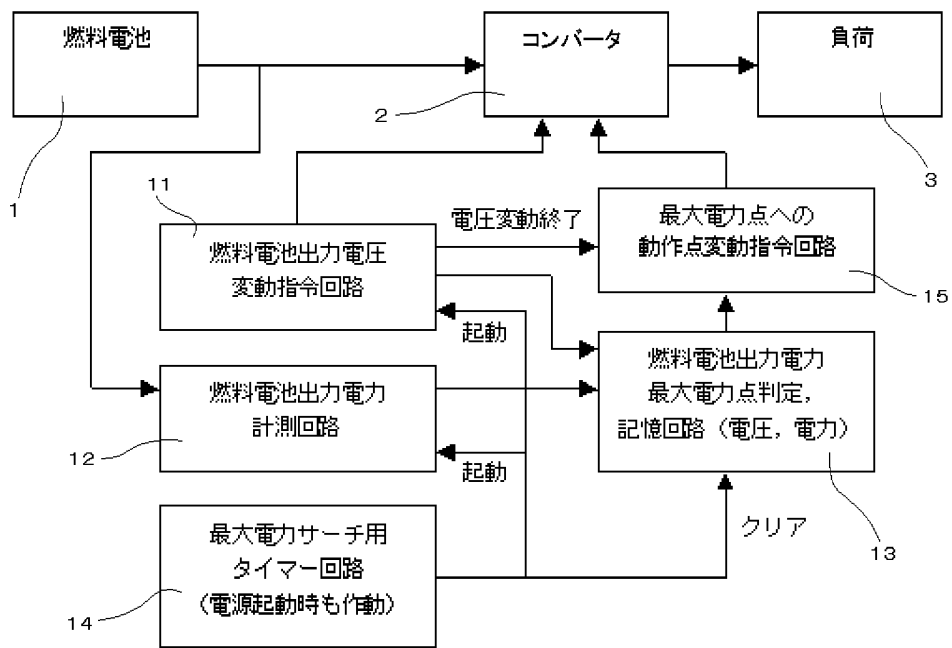 燃料電池
コンバータ
負荷
1
2
3
11
燃料電池出力電圧
変動指令回路
電圧変動終了
最大電力点への
動作点変動指令回路
15
起動
燃料電池出力電力
計測回路
12
起動
燃料電池出力電力
最大電力点判定,
記憶回路（電圧，電力）
13
最大電力サーチ用
タイマー回路
（電源起動時も作動）
14
クリア